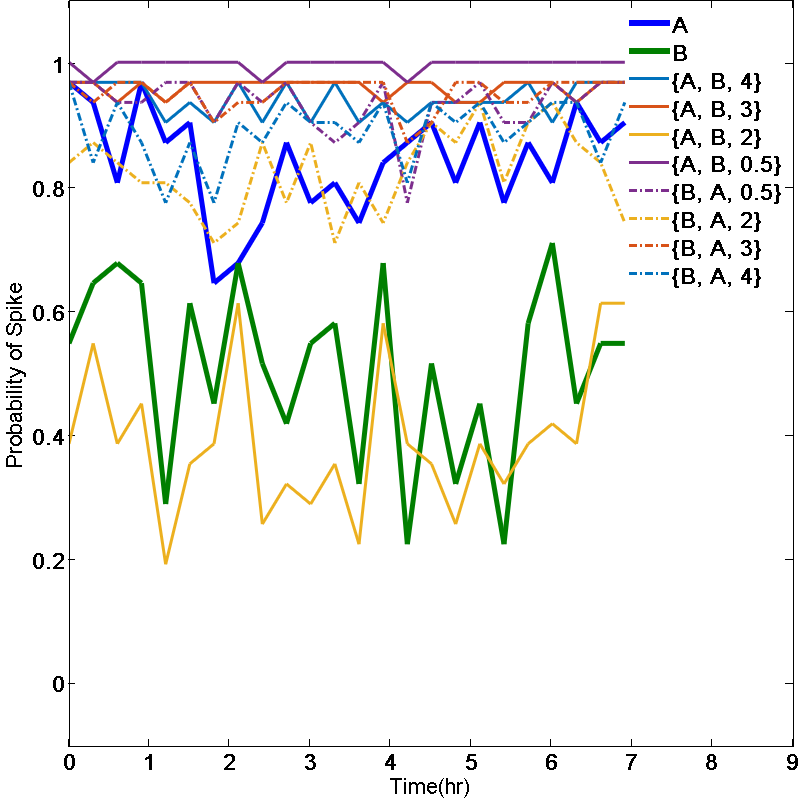 A
B
{A, B, 4}
{A, B, 3}
{A, B, 2}
{A, B, 0.5}
{B, A, 0.5}
{B, A, 2}
{B, A, 3}
{B, A, 4}
1
0.8
0.6
0.4
0.2
0
Probability of Spike
0 1 2 3 4 5 6 7 8 9
Time(hr)